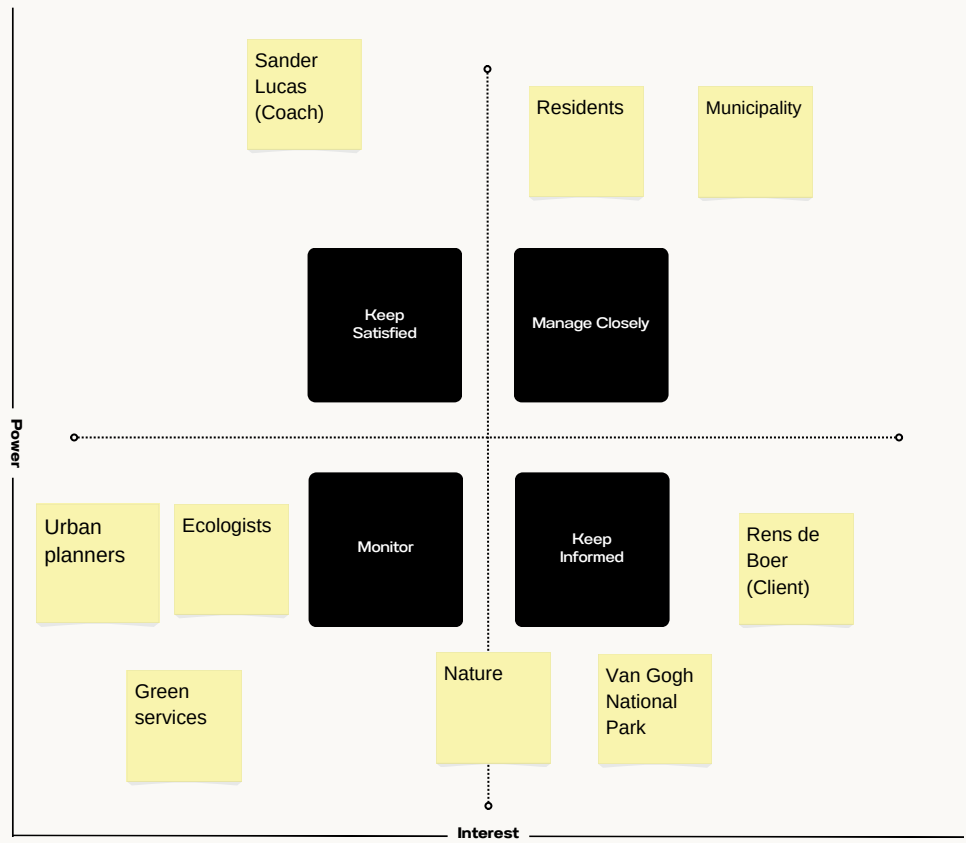 Sander
Lucas
(Coach)
Residents
Municipality
Keep
Satisfied
Manage Closely
Power
Urban
planners
Ecologists
Monitor
Keep
Informed
Rens de
Boer
(Client)
Green
services
Nature
Van Gogh
National
Park
Interest